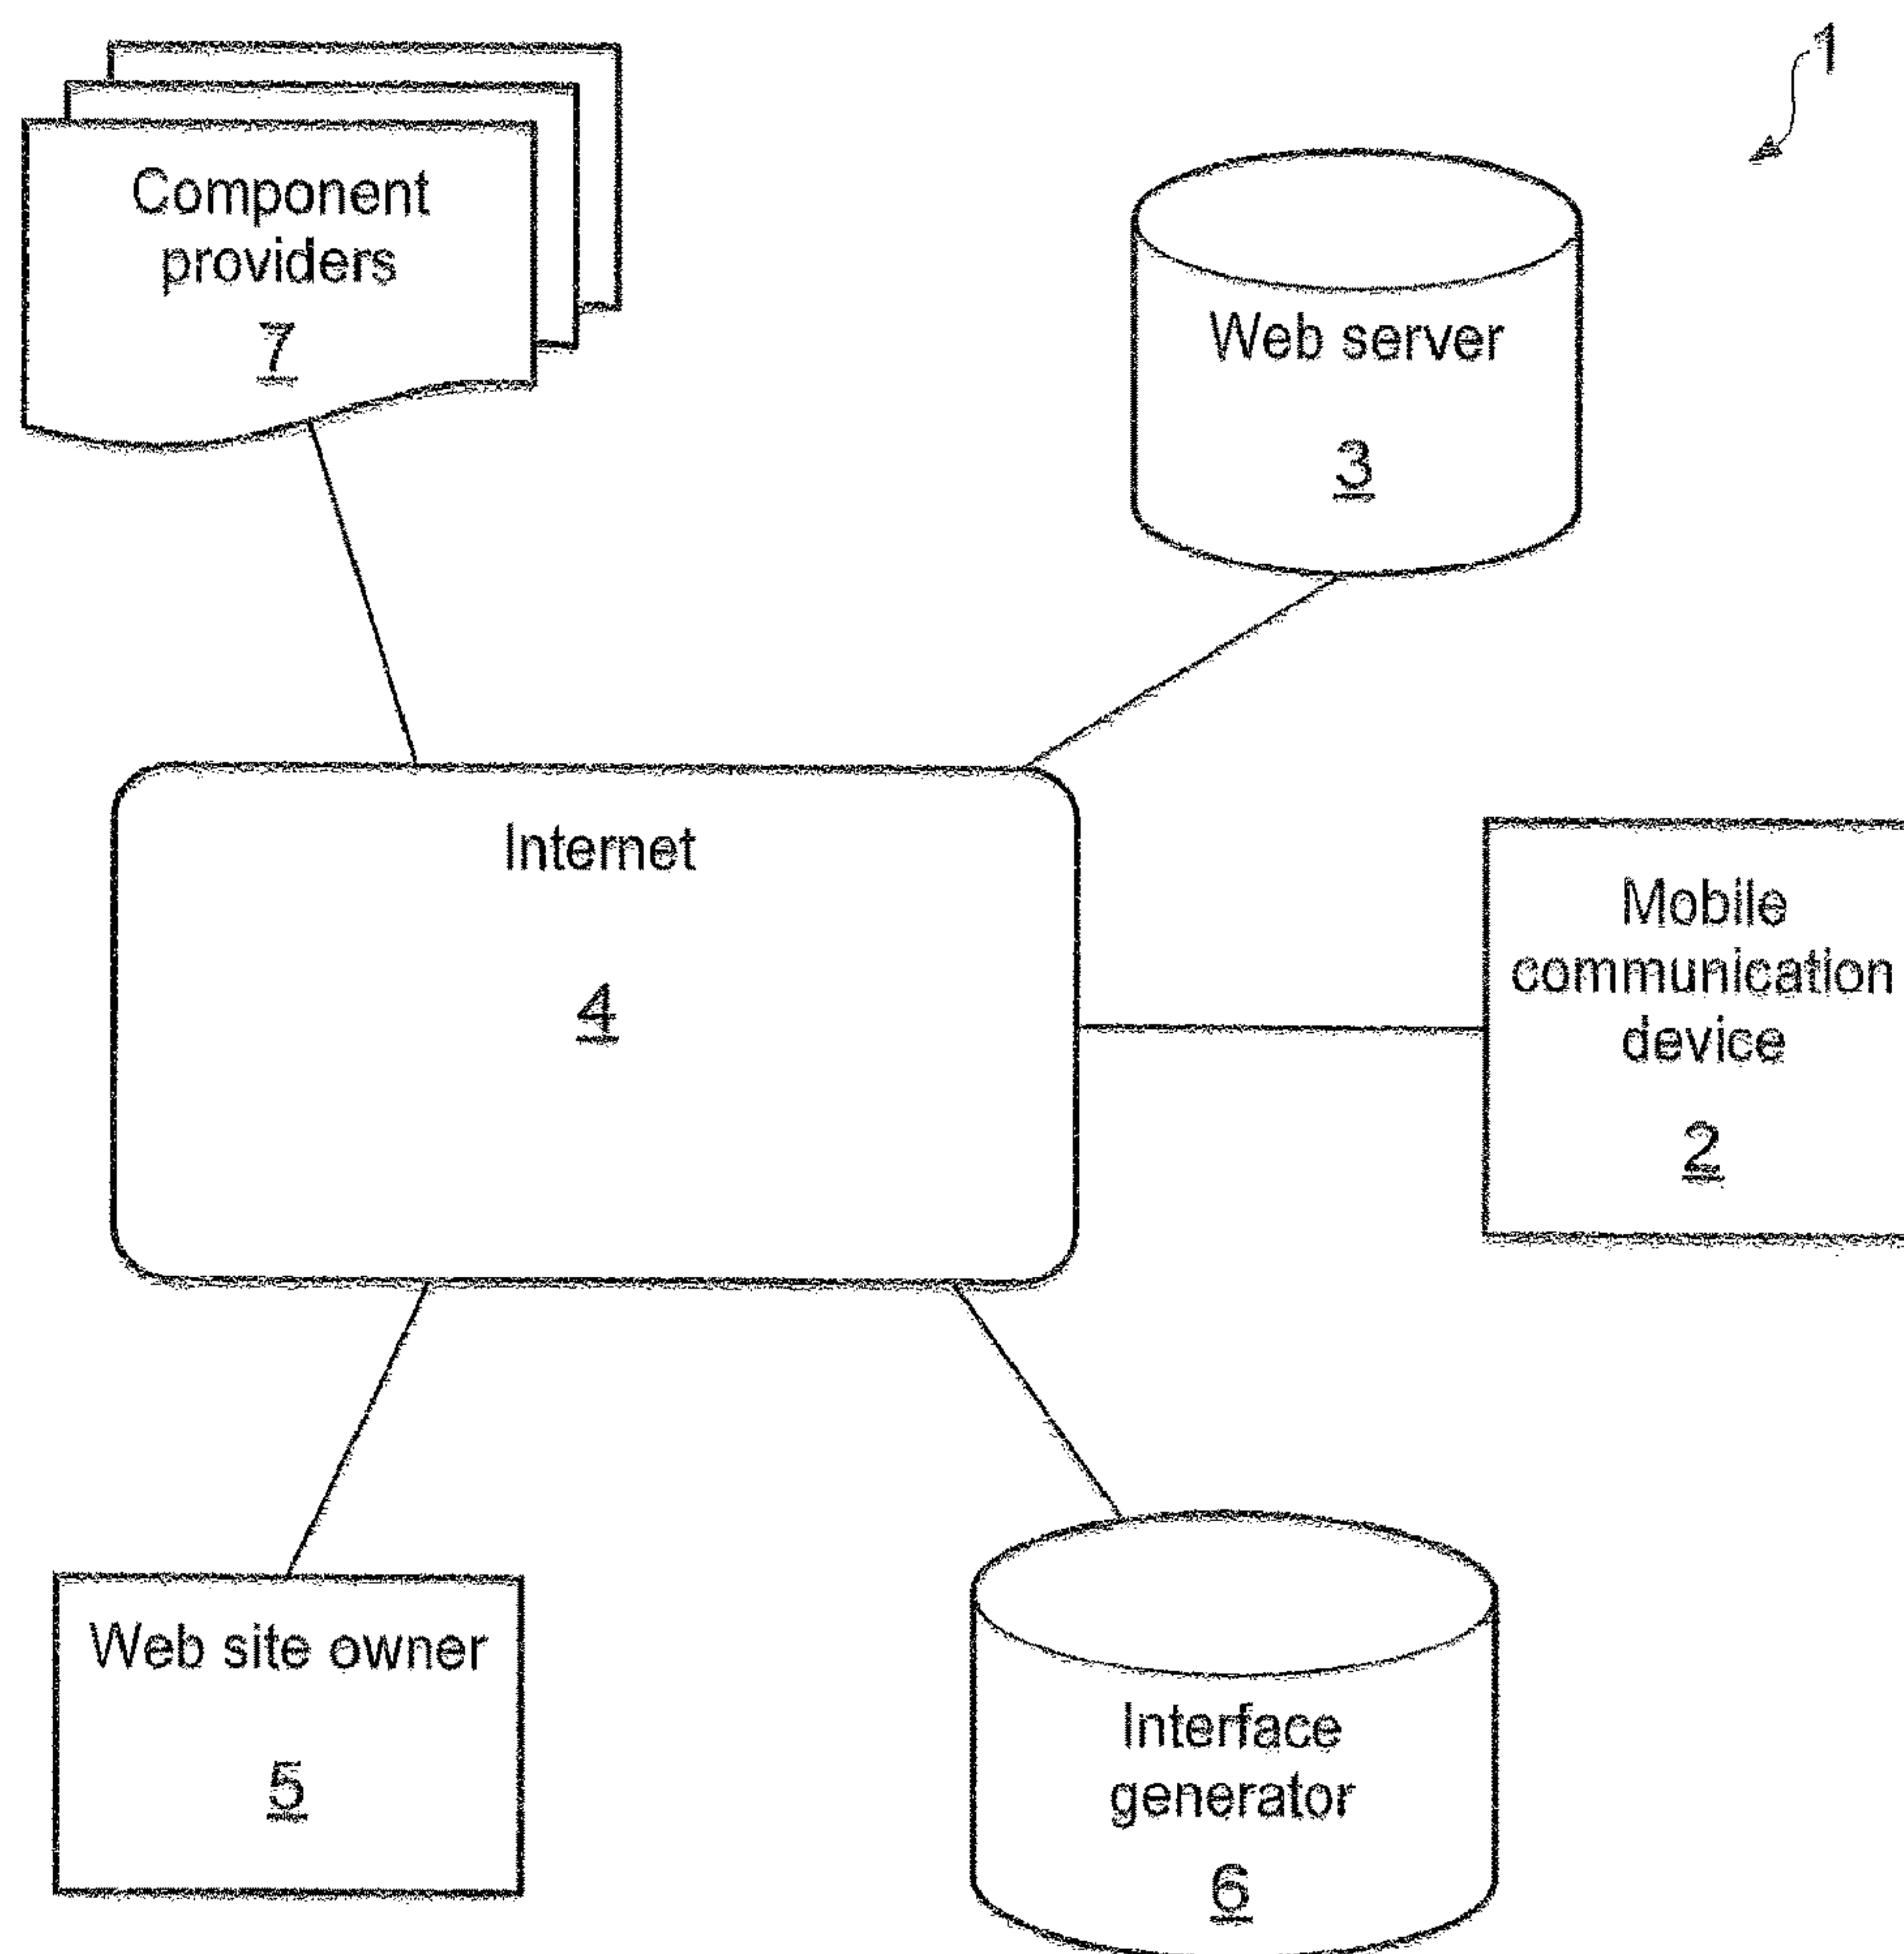 1
Component
providers
7
Web server
3
Internet
4
Mobile
communication
device
2
Web site owner
5
Interface
generator
6